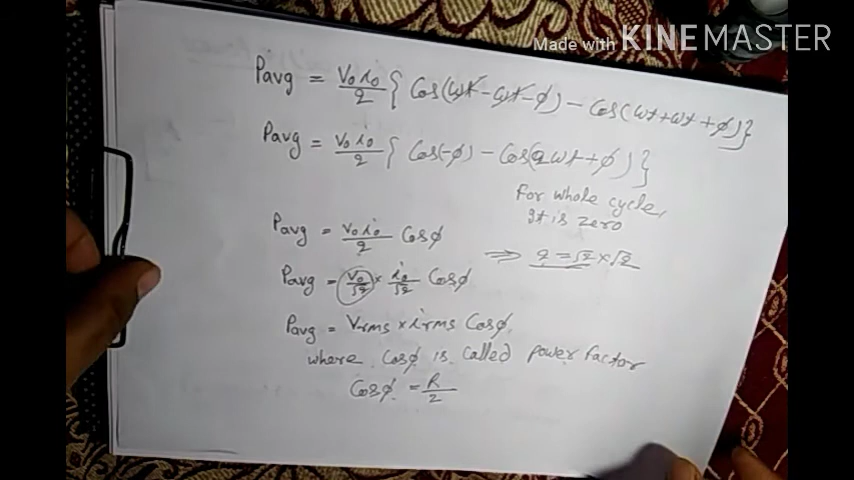 Made with KINEMASTER
Pavg = V₀i₀/2 { Cos(ωt - ωt - φ) - Cos(ωt + ωt + φ)}
Pavg = V₀i₀/2 { Cos(-φ) - Cos(2ωt + φ)}
For whole cycle,
It is zero
Pavg = V₀i₀/2 Cosφ
⇒ 2 = √2 × √2
Pavg = V₀/√2 × i₀/√2 Cosφ
Pavg = Vrms × irms Cosφ,
where Cosφ is called power factor
Cosφ = R/Z